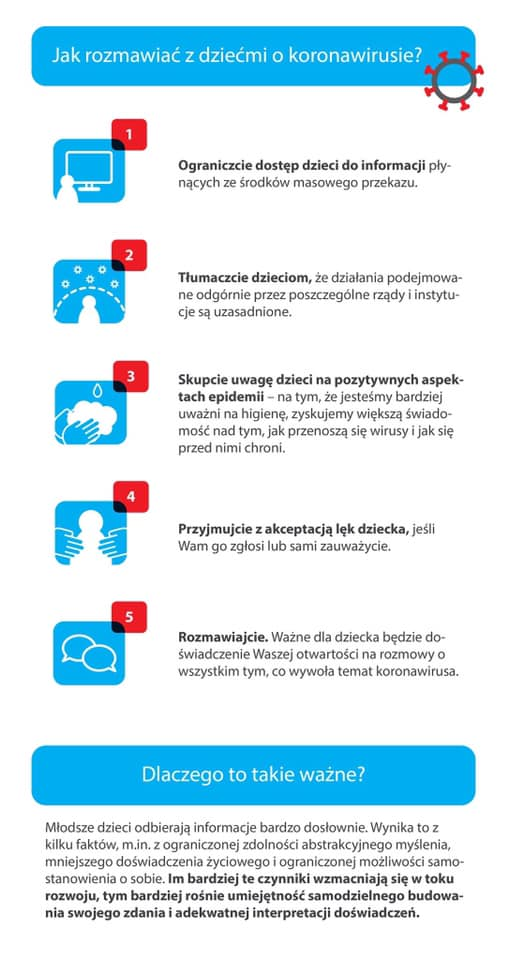 Jak rozmawiać z dziećmi o koronawirusie?
1
Ograniczcie dostęp dzieci do informacji pły-
nących ze środków masowego przekazu.
2
Tłumaczcie dzieciom, że działania podejmowa-
ne odgórnie przez poszczególne rządy i instytu-
cje są uzasadnione.
3
Skupcie uwagę dzieci na pozytywnych aspek-
tach epidemii – na tym, że jesteśmy bardziej
uważni na higienę, zyskujemy większą świado-
mość nad tym, jak przenoszą się wirusy i jak się
przed nimi chroni.
4
Przyjmujcie z akceptacją lęk dziecka, jeśli
Wam go zgłosi lub sami zauważycie.
5
Rozmawiajcie. Ważne dla dziecka będzie do-
świadczenie Waszej otwartości na rozmowy o
wszystkim tym, co wywoła temat koronawirusa.
Dlaczego to takie ważne?
Młodsze dzieci odbierają informacje bardzo dosłownie. Wynika to z
kilku faktów, m.in. z ograniczonej zdolności abstrakcyjnego myślenia,
mniejszego doświadczenia życiowego i ograniczonej możliwości samo-
stanowienia o sobie. Im bardziej te czynniki wzmacniają się w toku
rozwoju, tym bardziej rośnie umiejętność samodzielnego budowa-
nia swojego zdania i adekwatnej interpretacji doświadczeń.